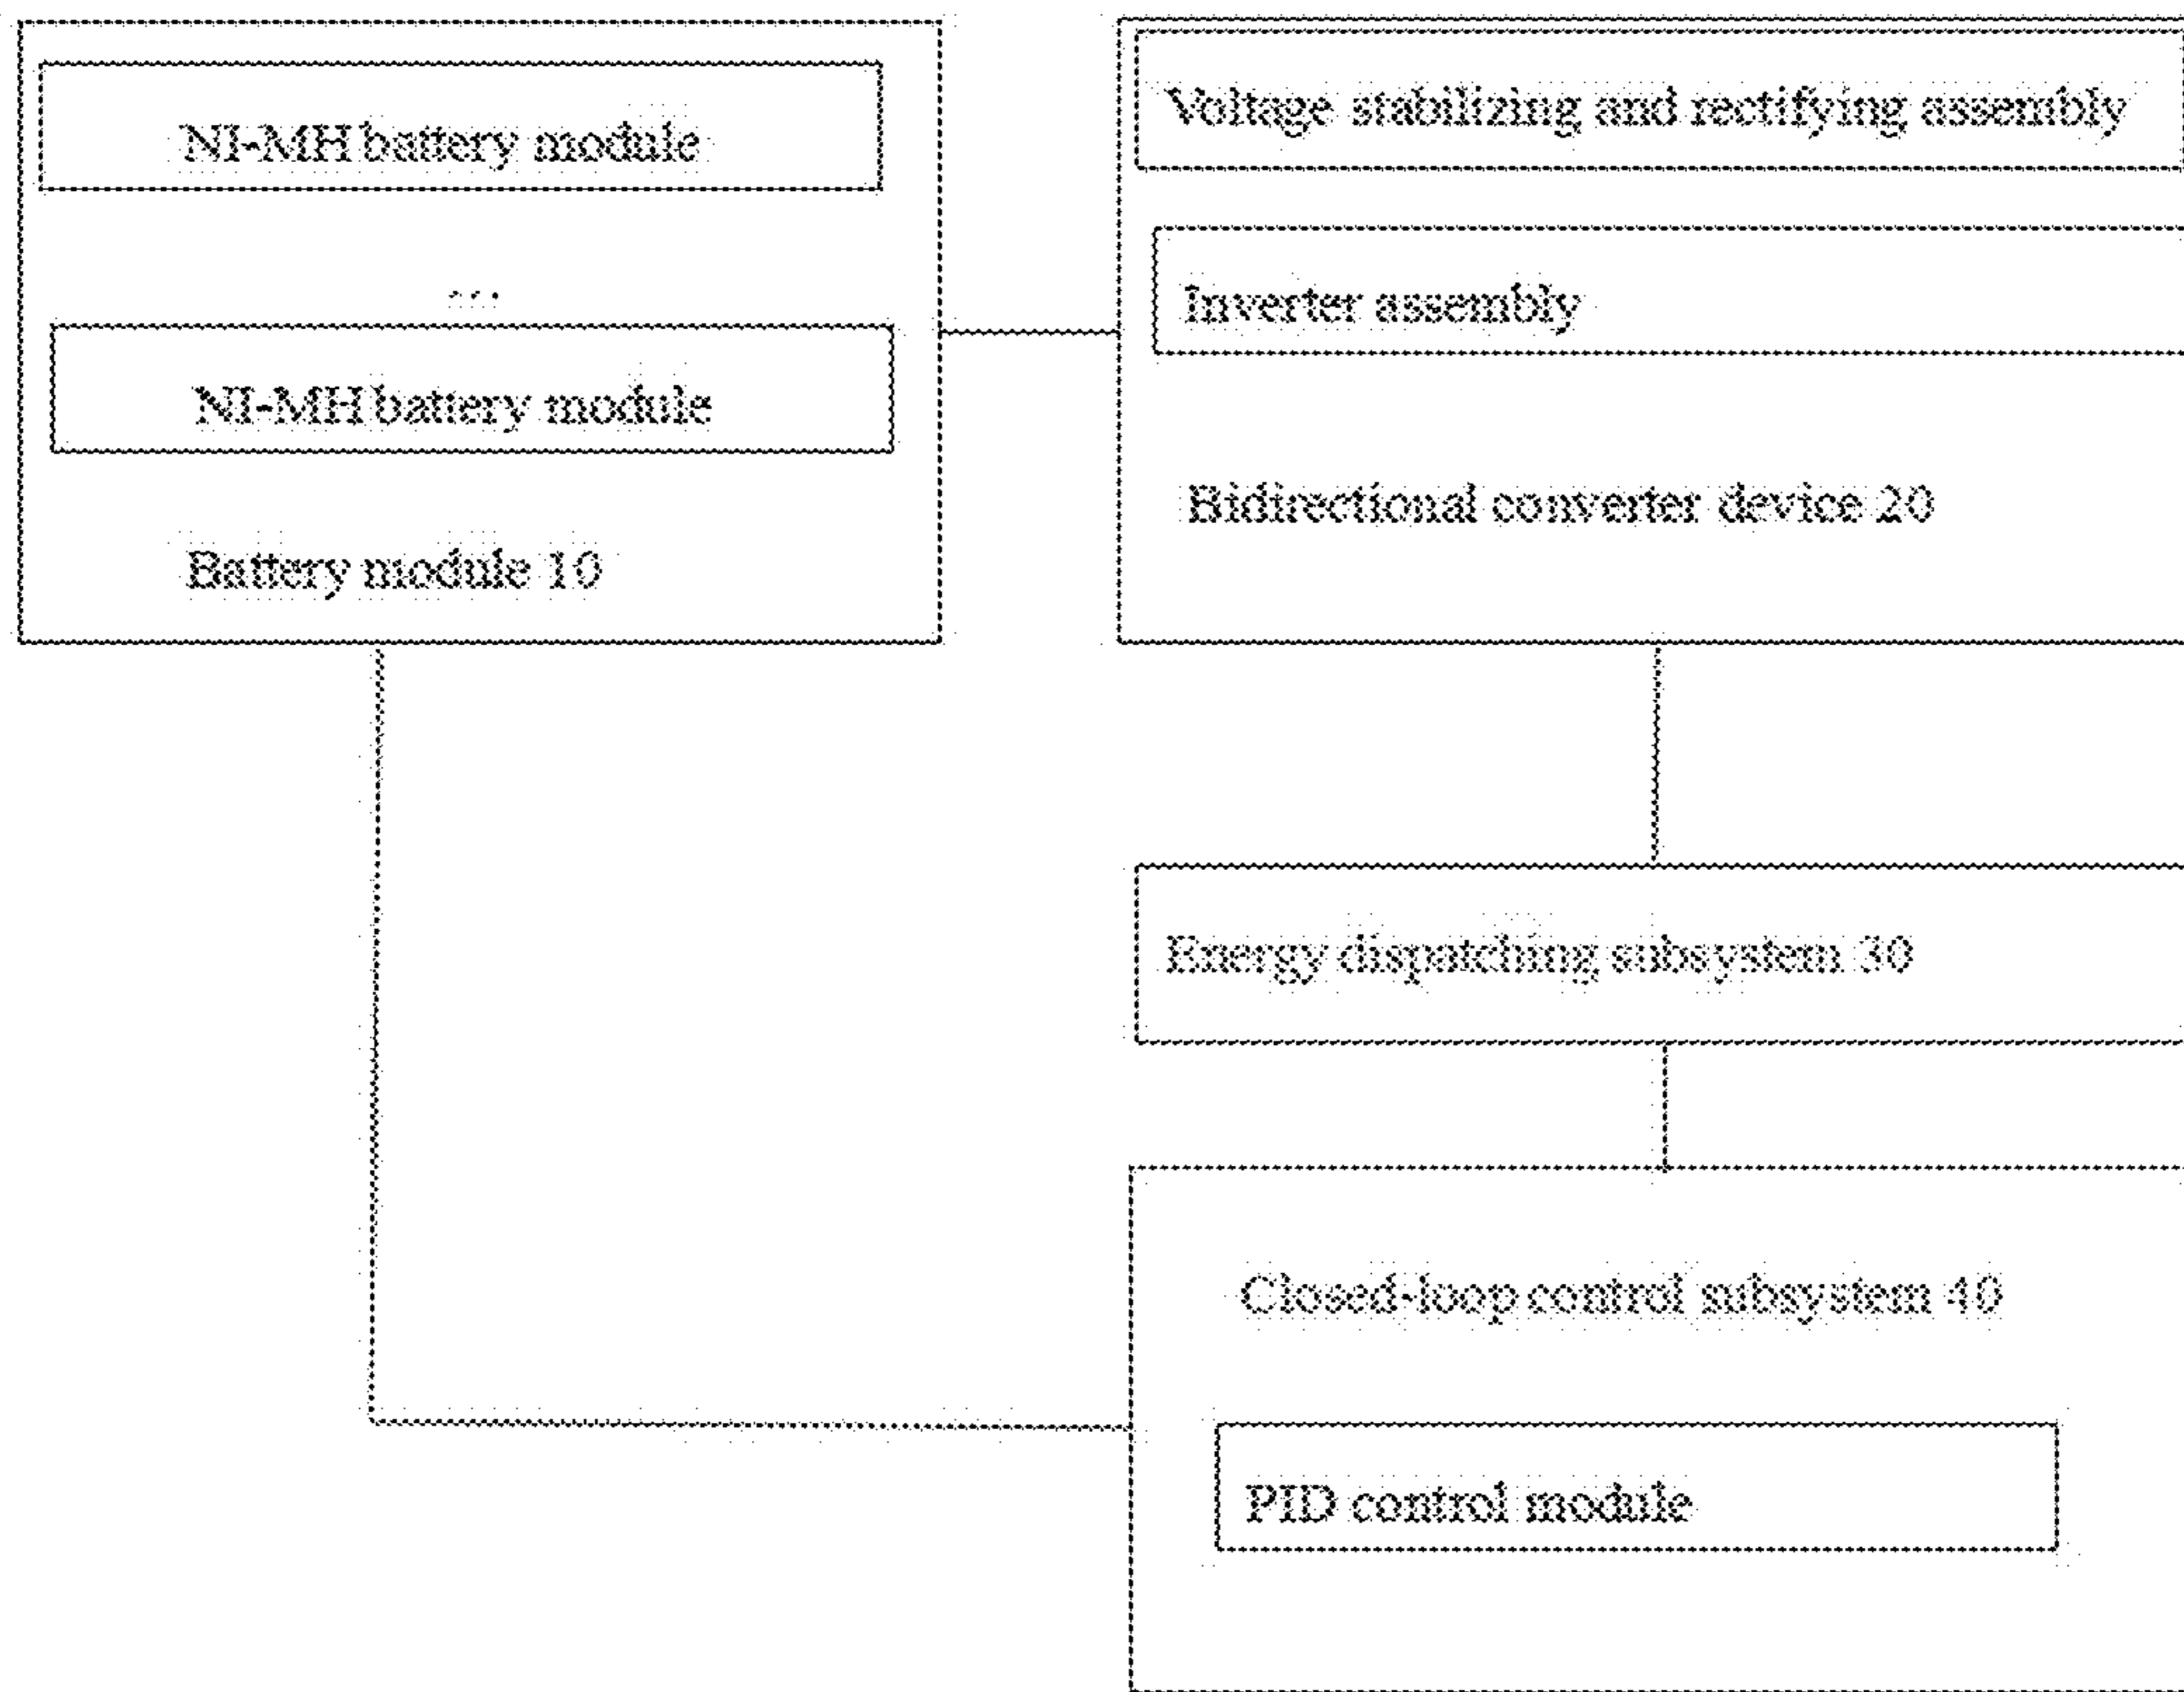 NI-MH battery module
...
NI-MH battery module
Battery module 10
Voltage stabilizing and rectifying assembly
Inverter assembly
Bidirectional converter device 20
Energy dispatching subsystem 30
Closed-loop control subsystem 40
PID control module